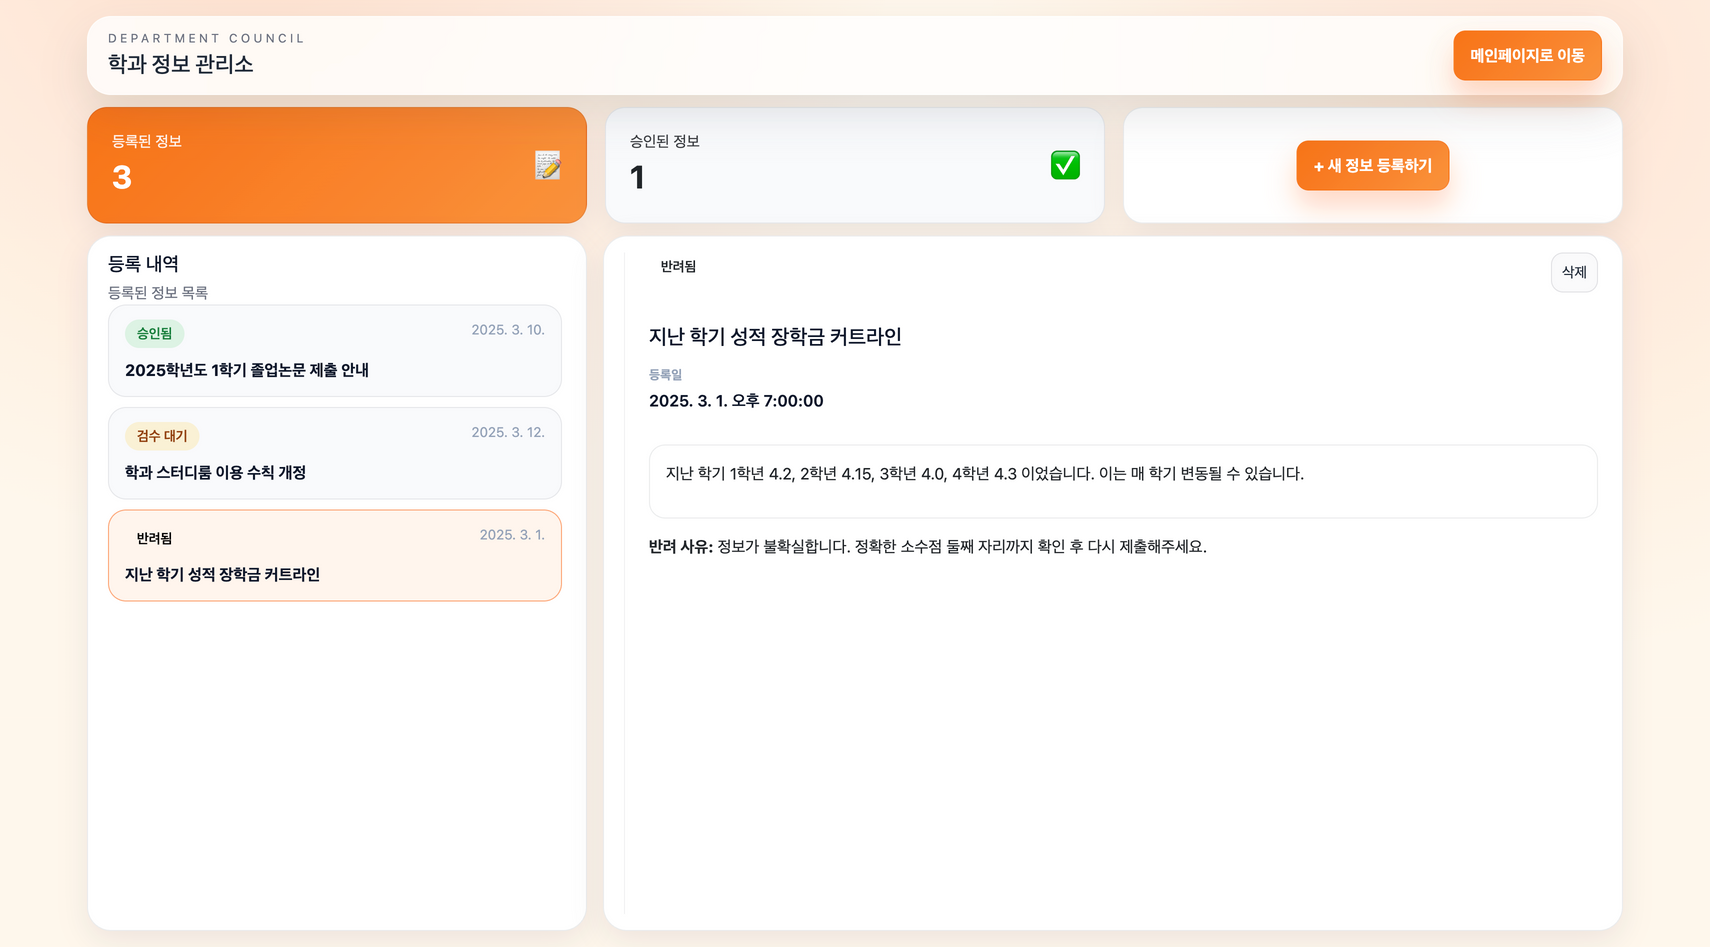 DEPARTMENT COUNCIL
학과 정보 관리소
메인페이지로 이동
등록된 정보
3
승인된 정보
1
+ 새 정보 등록하기
등록 내역
등록된 정보 목록
승인됨
2025. 3. 10.
2025학년도 1학기 졸업논문 제출 안내
검수 대기
2025. 3. 12.
학과 스터디룸 이용 수칙 개정
반려됨
2025. 3. 1.
지난 학기 성적 장학금 커트라인
반려됨
삭제
지난 학기 성적 장학금 커트라인
등록일
2025. 3. 1. 오후 7:00:00
지난 학기 1학년 4.2, 2학년 4.15, 3학년 4.0, 4학년 4.3 이었습니다. 이는 매 학기 변동될 수 있습니다.
반려 사유: 정보가 불확실합니다. 정확한 소수점 둘째 자리까지 확인 후 다시 제출해주세요.